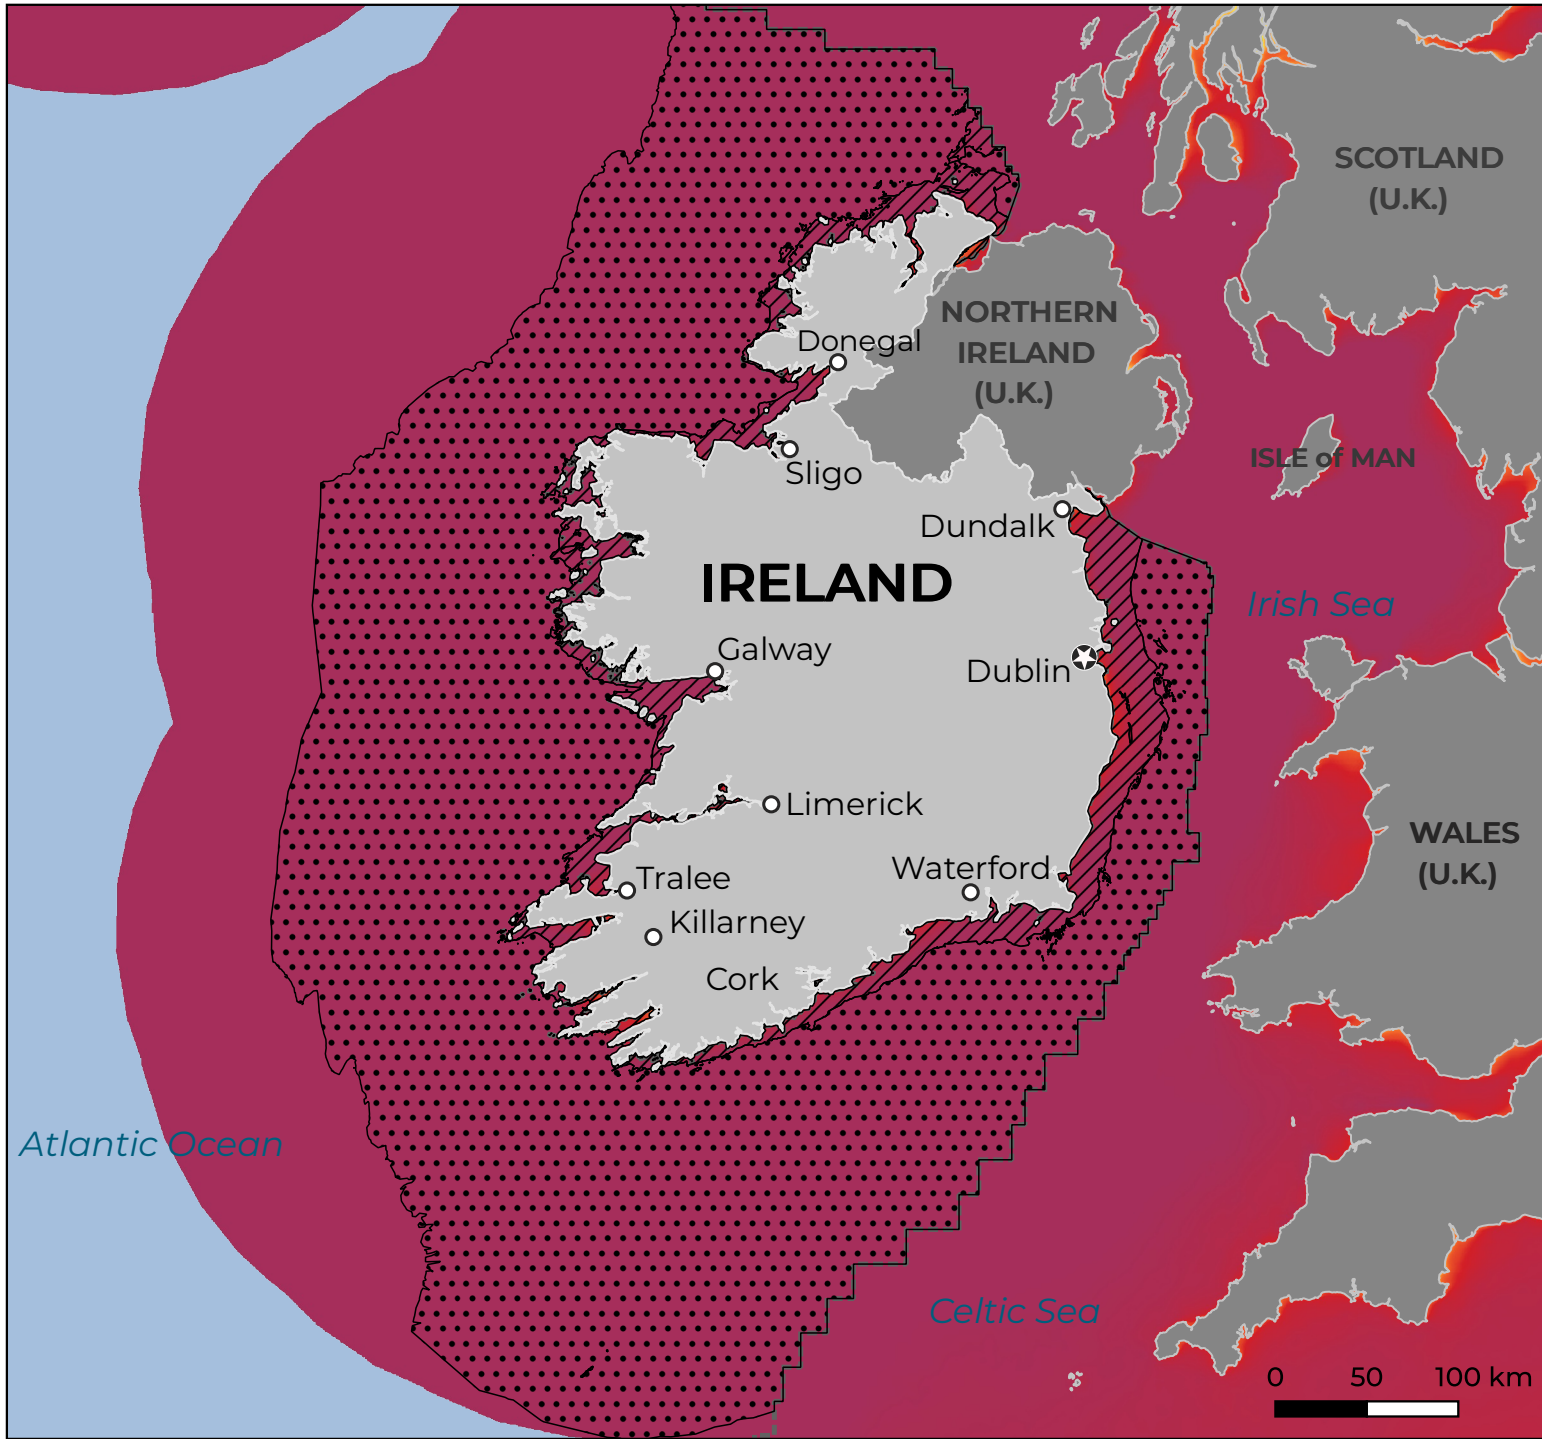 SCOTLAND
(U.K.)
NORTHERN
IRELAND
(U.K.)
Donegal
ISLE of MAN
Sligo
Dundalk
IRELAND
Irish Sea
Galway
Dublin
Limerick
WALES
(U.K.)
Waterford
Tralee
Killarney
Cork
Atlantic Ocean
Celtic Sea
0 50 100 km